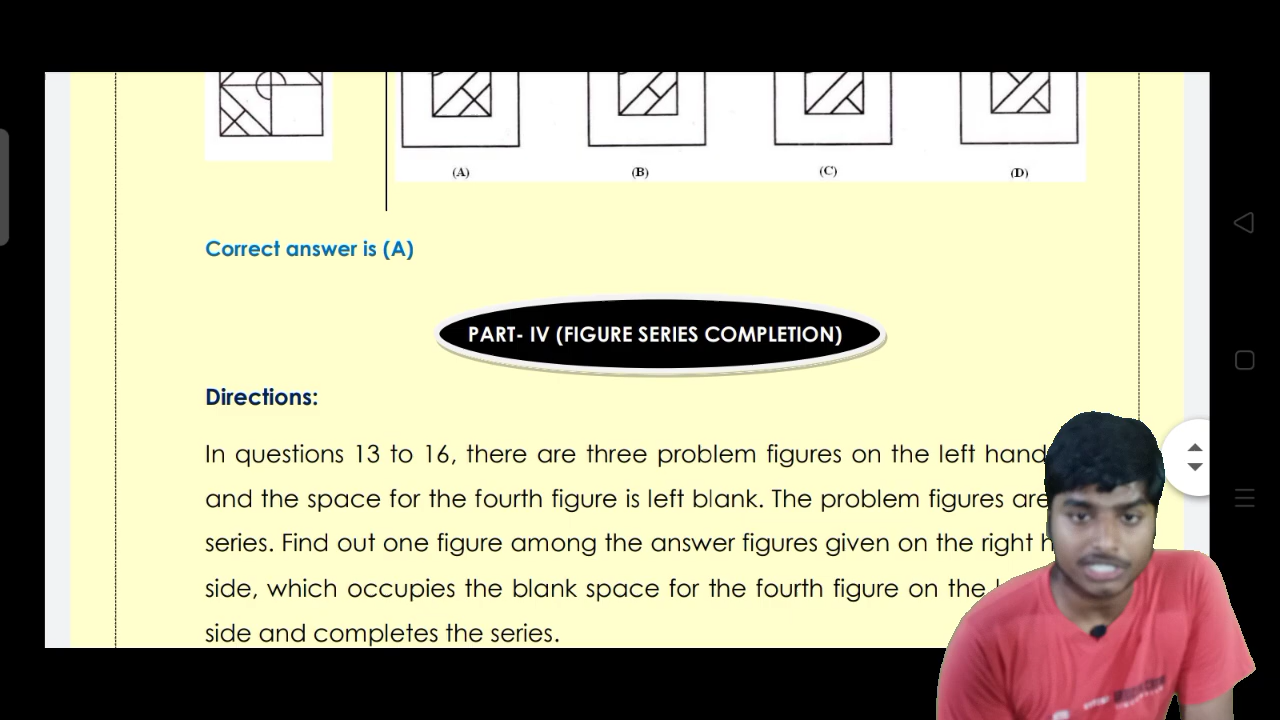 (A) (B) (C) (D)
Correct answer is (A)
PART- IV (FIGURE SERIES COMPLETION)
Directions:
In questions 13 to 16, there are three problem figures on the left hand
and the space for the fourth figure is left blank. The problem figures are
series. Find out one figure among the answer figures given on the right
side, which occupies the blank space for the fourth figure on the
side and completes the series.